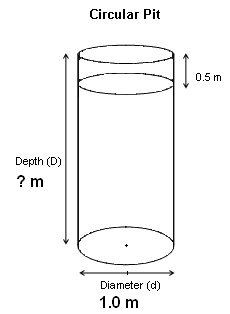 Circular Pit
0.5 m
Depth (D)
? m
Diameter (d)
1.0 m